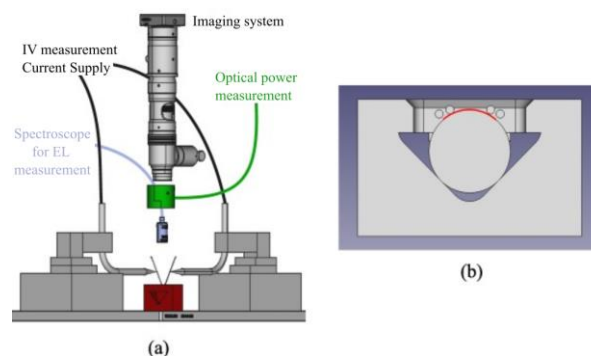 Imaging system
IV measurement
Current Supply
Optical power
measurement
Spectroscope
for EL
measurement
(a)
(b)